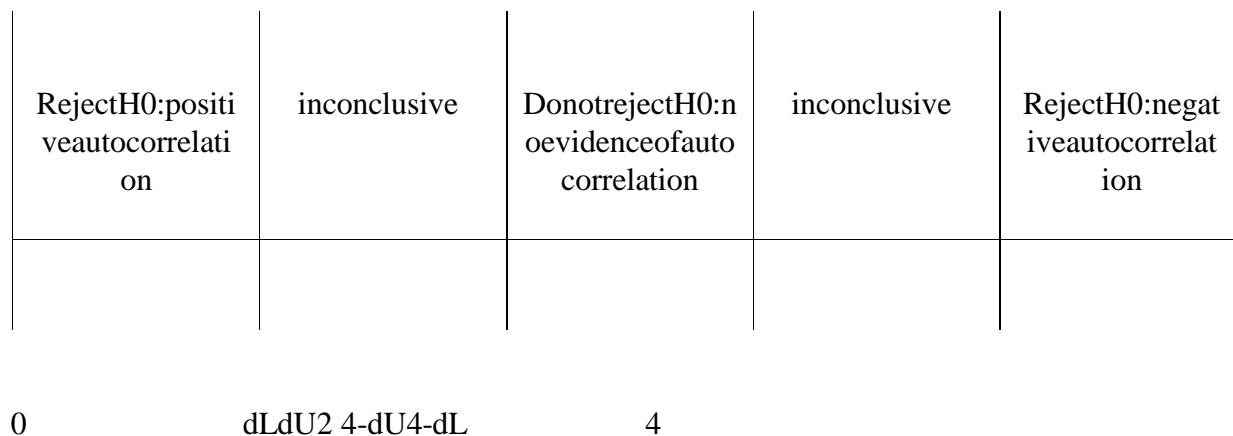 RejectH0:positi
veautocorrelati
on
inconclusive
DonotrejectH0:n
oevidenceofauto
correlation
inconclusive
RejectH0:negat
iveautocorrelat
ion
0 dLdU2 4-dU4-dL 4